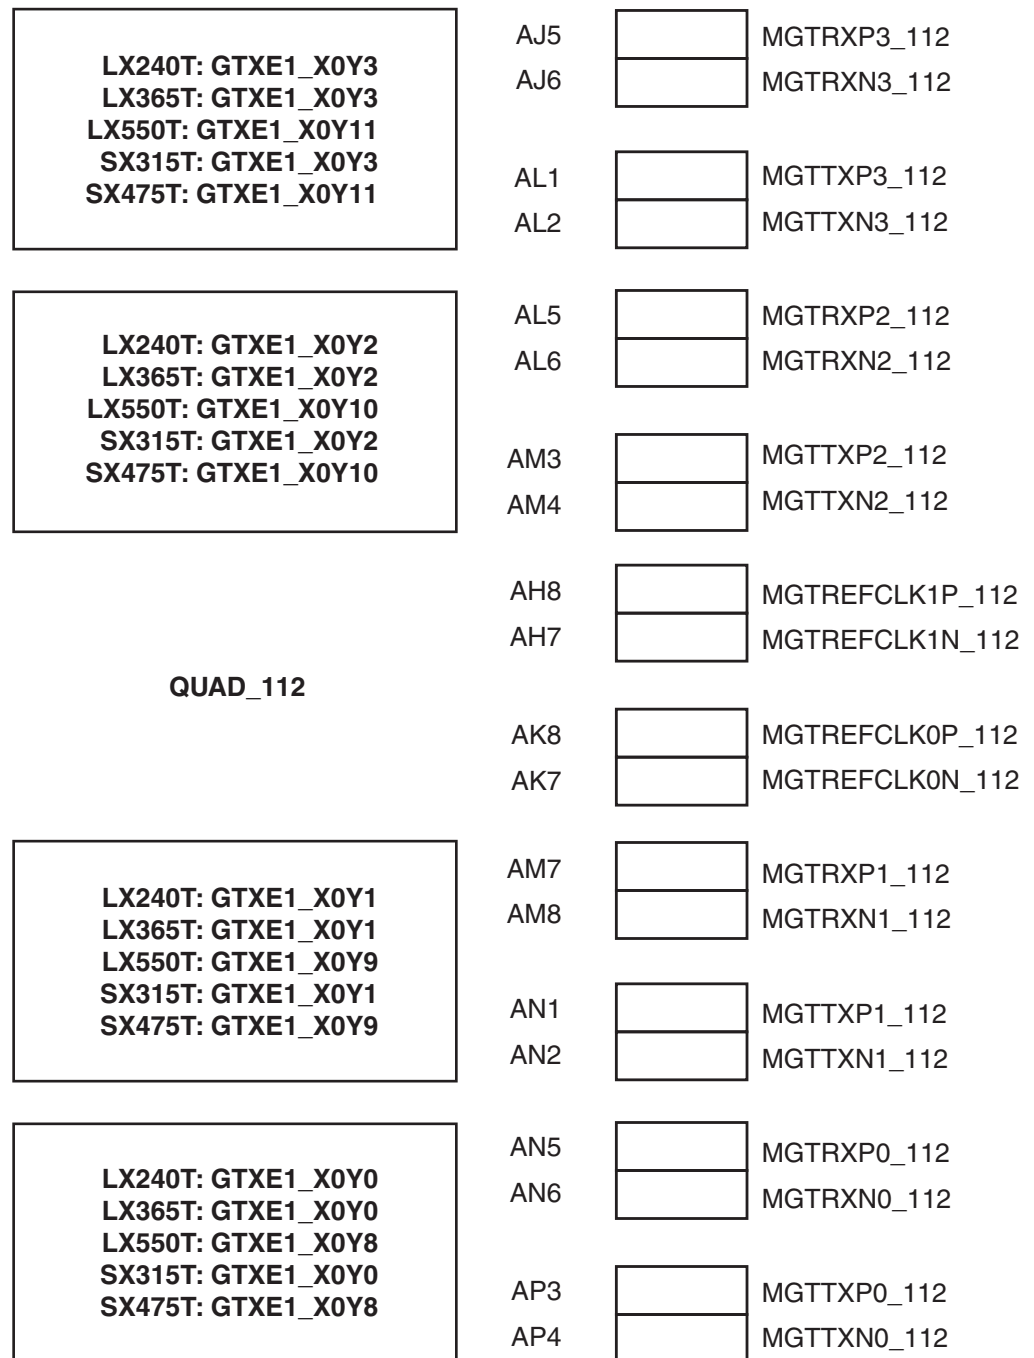 LX240T: GTXE1_X0Y3
LX365T: GTXE1_X0Y3
LX550T: GTXE1_X0Y11
SX315T: GTXE1_X0Y3
SX475T: GTXE1_X0Y11
AJ5 MGTRXP3_112
AJ6 MGTRXN3_112
AL1 MGTTXP3_112
AL2 MGTTXN3_112
LX240T: GTXE1_X0Y2
LX365T: GTXE1_X0Y2
LX550T: GTXE1_X0Y10
SX315T: GTXE1_X0Y2
SX475T: GTXE1_X0Y10
AL5 MGTRXP2_112
AL6 MGTRXN2_112
AM3 MGTTXP2_112
AM4 MGTTXN2_112
QUAD_112
AH8 MGTREFCLK1P_112
AH7 MGTREFCLK1N_112
AK8 MGTREFCLK0P_112
AK7 MGTREFCLK0N_112
LX240T: GTXE1_X0Y1
LX365T: GTXE1_X0Y1
LX550T: GTXE1_X0Y9
SX315T: GTXE1_X0Y1
SX475T: GTXE1_X0Y9
AM7 MGTRXP1_112
AM8 MGTRXN1_112
AN1 MGTTXP1_112
AN2 MGTTXN1_112
LX240T: GTXE1_X0Y0
LX365T: GTXE1_X0Y0
LX550T: GTXE1_X0Y8
SX315T: GTXE1_X0Y0
SX475T: GTXE1_X0Y8
AN5 MGTRXP0_112
AN6 MGTRXN0_112
AP3 MGTTXP0_112
AP4 MGTTXN0_112